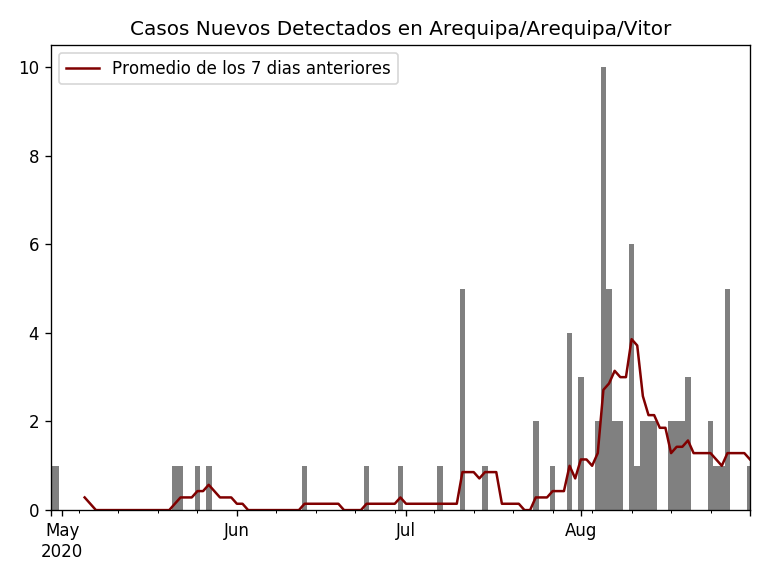 Casos Nuevos Detectados en Arequipa/Arequipa/Vitor
Promedio de los 7 dias anteriores
10
8
6
4
2
0
May Jun Jul Aug
2020